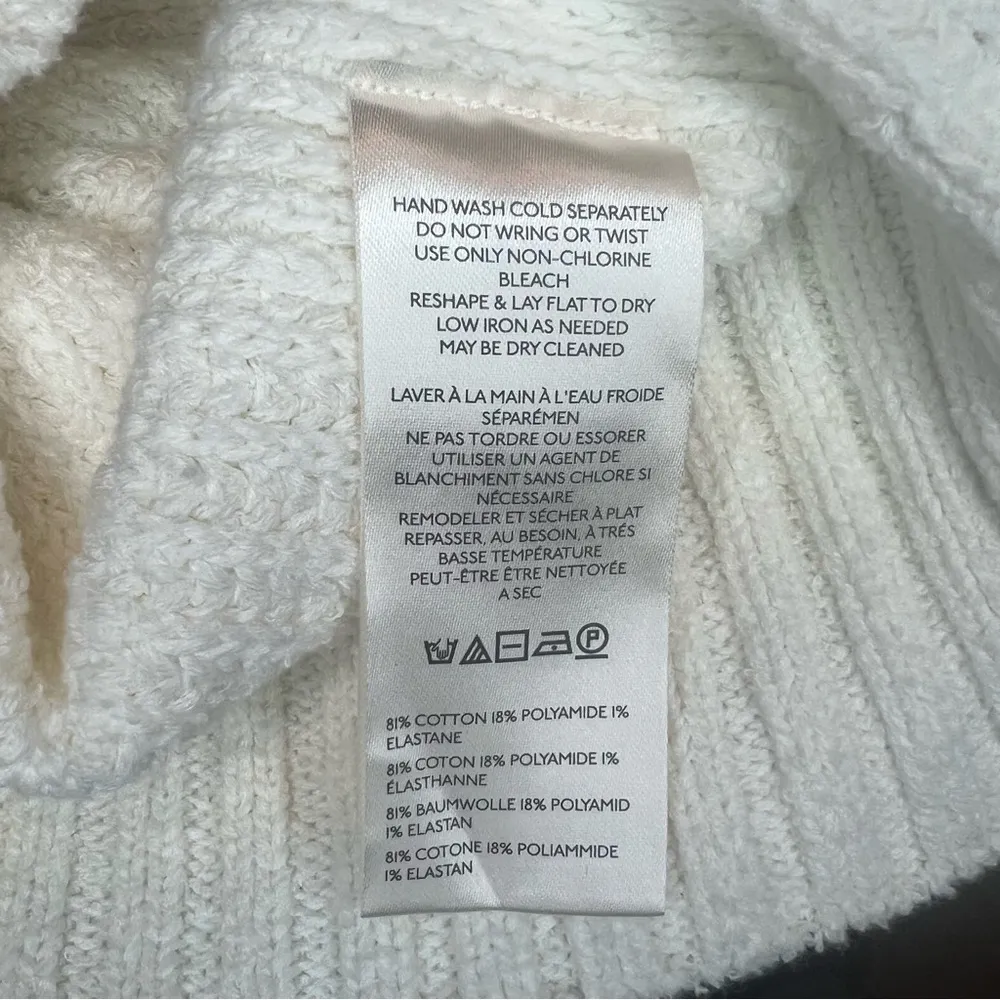 HAND WASH COLD SEPARATELY
DO NOT WRING OR TWIST
USE ONLY NON-CHLORINE
BLEACH
RESHAPE & LAY FLAT TO DRY
LOW IRON AS NEEDED
MAY BE DRY CLEANED
LAVER À LA MAIN À L'EAU FROIDE
SÉPARÉMEN
NE PAS TORDRE OU ESSORER
UTILISER UN AGENT DE
BLANCHIMENT SANS CHLORE SI
NÉCESSAIRE
REMODELER ET SÉCHER À PLAT
REPASSER, AU BESOIN, À TRÉS
BASSE TEMPÉRATURE
PEUT-ÊTRE ÊTRE NETTOYÉE
A SEC
P
81% COTTON 18% POLYAMIDE 1%
ELASTANE
81% COTON 18% POLYAMIDE 1%
ÉLASTHANNE
81% BAUMWOLLE 18% POLYAMID
1% ELASTAN
81% COTONE 18% POLIAMMIDE
1% ELASTAN